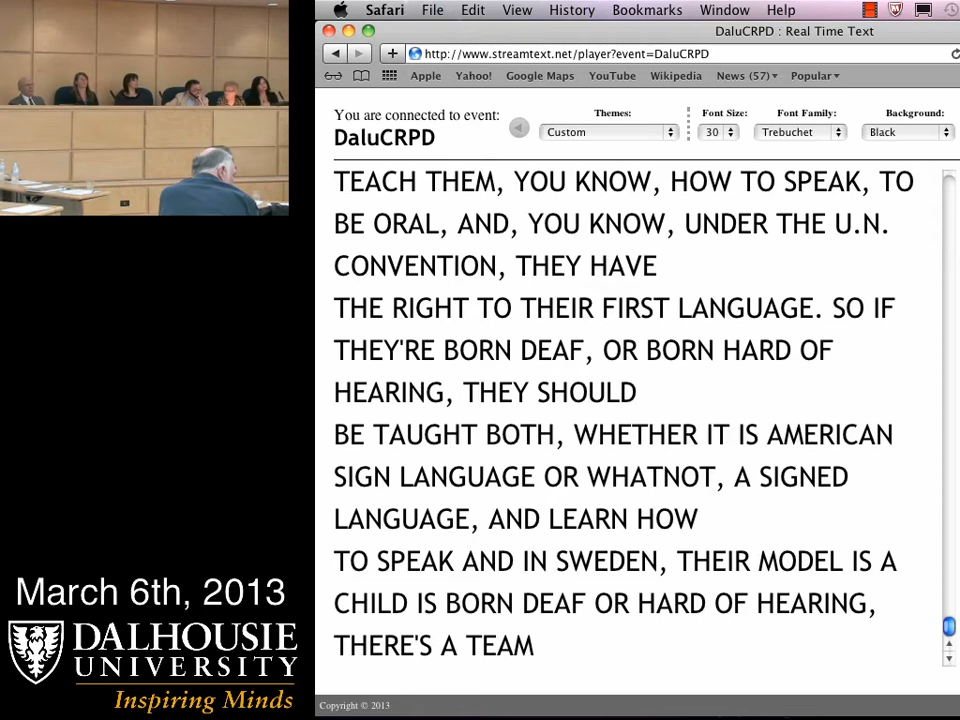 Safari File Edit View History Bookmarks Window Help
DaluCRPD : Real Time Text
http://www.streamtext.net/player?event=DaluCRPD
Apple Yahoo! Google Maps YouTube Wikipedia News (57) Popular
You are connected to event:
DaluCRPD
Themes: Font Size: Font Family: Background:
Custom 30 Trebuchet Black
TEACH THEM, YOU KNOW, HOW TO SPEAK, TO
BE ORAL, AND, YOU KNOW, UNDER THE U.N.
CONVENTION, THEY HAVE
THE RIGHT TO THEIR FIRST LANGUAGE. SO IF
THEY'RE BORN DEAF, OR BORN HARD OF
HEARING, THEY SHOULD
BE TAUGHT BOTH, WHETHER IT IS AMERICAN
SIGN LANGUAGE OR WHATNOT, A SIGNED
LANGUAGE, AND LEARN HOW
TO SPEAK AND IN SWEDEN, THEIR MODEL IS A
CHILD IS BORN DEAF OR HARD OF HEARING,
THERE'S A TEAM
Copyright © 2013
March 6th, 2013
DALHOUSIE
UNIVERSITY
Inspiring Minds